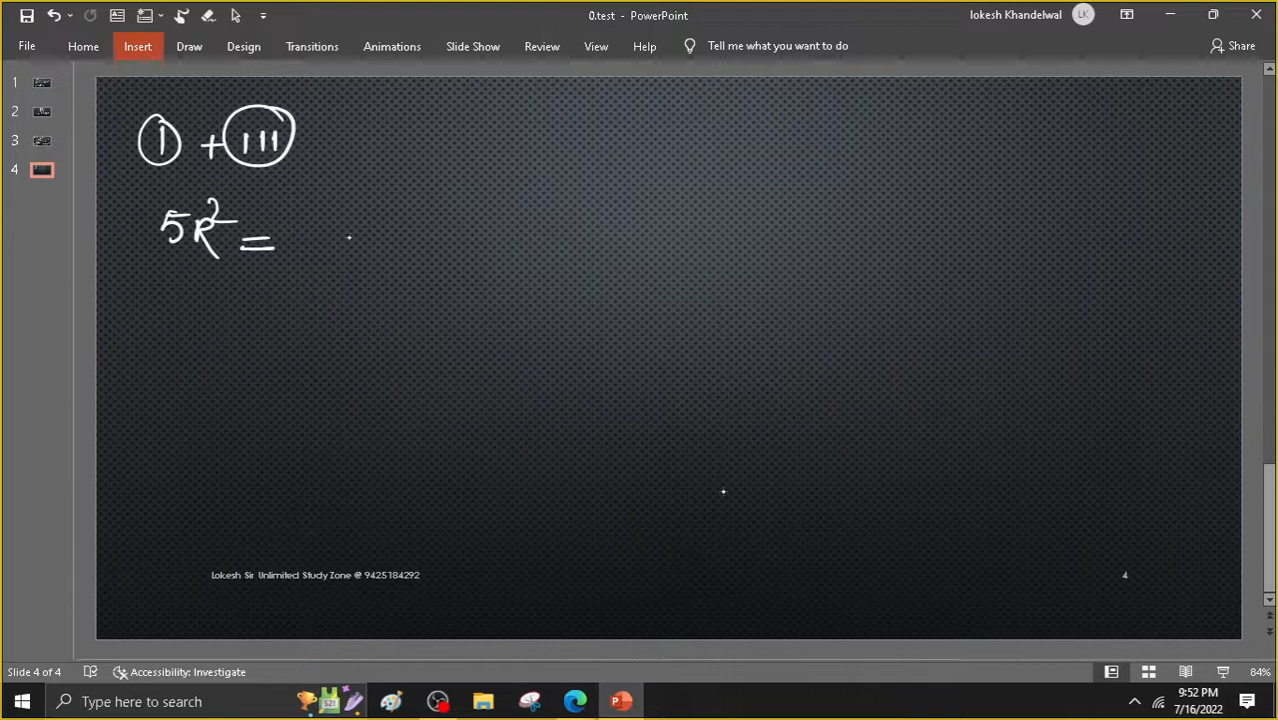 0.test - PowerPoint
lokesh Khandelwal LK
File Home Insert Draw Design Transitions Animations Slide Show Review View Help Tell me what you want to do Share
1
2
3
4
① + (III)
5R² =
Lokesh Sir Unlimited Study Zone @ 9425184292 4
Slide 4 of 4 Accessibility: Investigate 84%
Type here to search
9:52 PM
7/16/2022